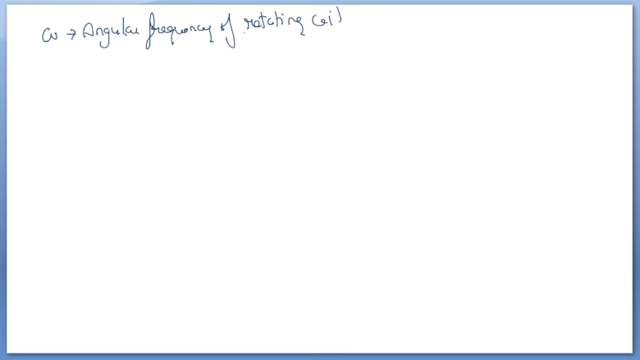 ω → Angular frequency of rotating coil